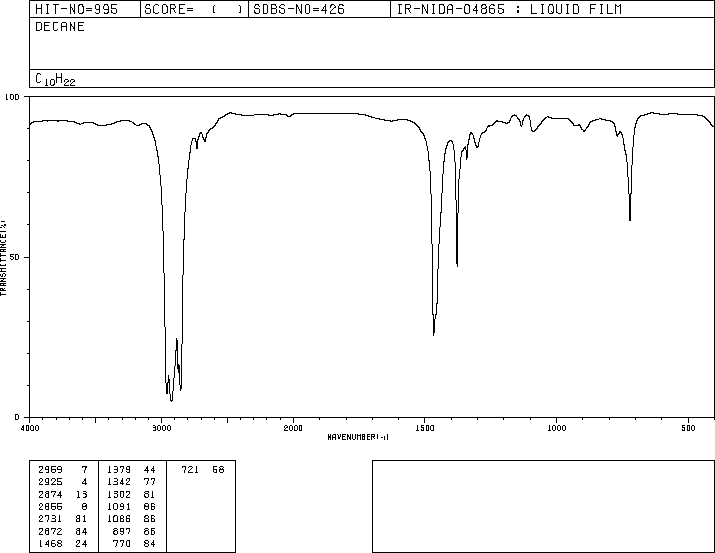 HIT-NO=995 SCORE= ( ) SDBS-NO=426 IR-NIDA-04865 : LIQUID FILM
DECANE
C10H22
100
50
0
TRANSMITTANCE(%)
4000 3000 2000 1500 1000 500
WAVENUMBER(-1)
2959 7 1379 44 721 58
2925 4 1342 77
2874 13 1302 81
2855 8 1091 86
2731 81 1086 86
2672 84 897 86
1468 24 770 84